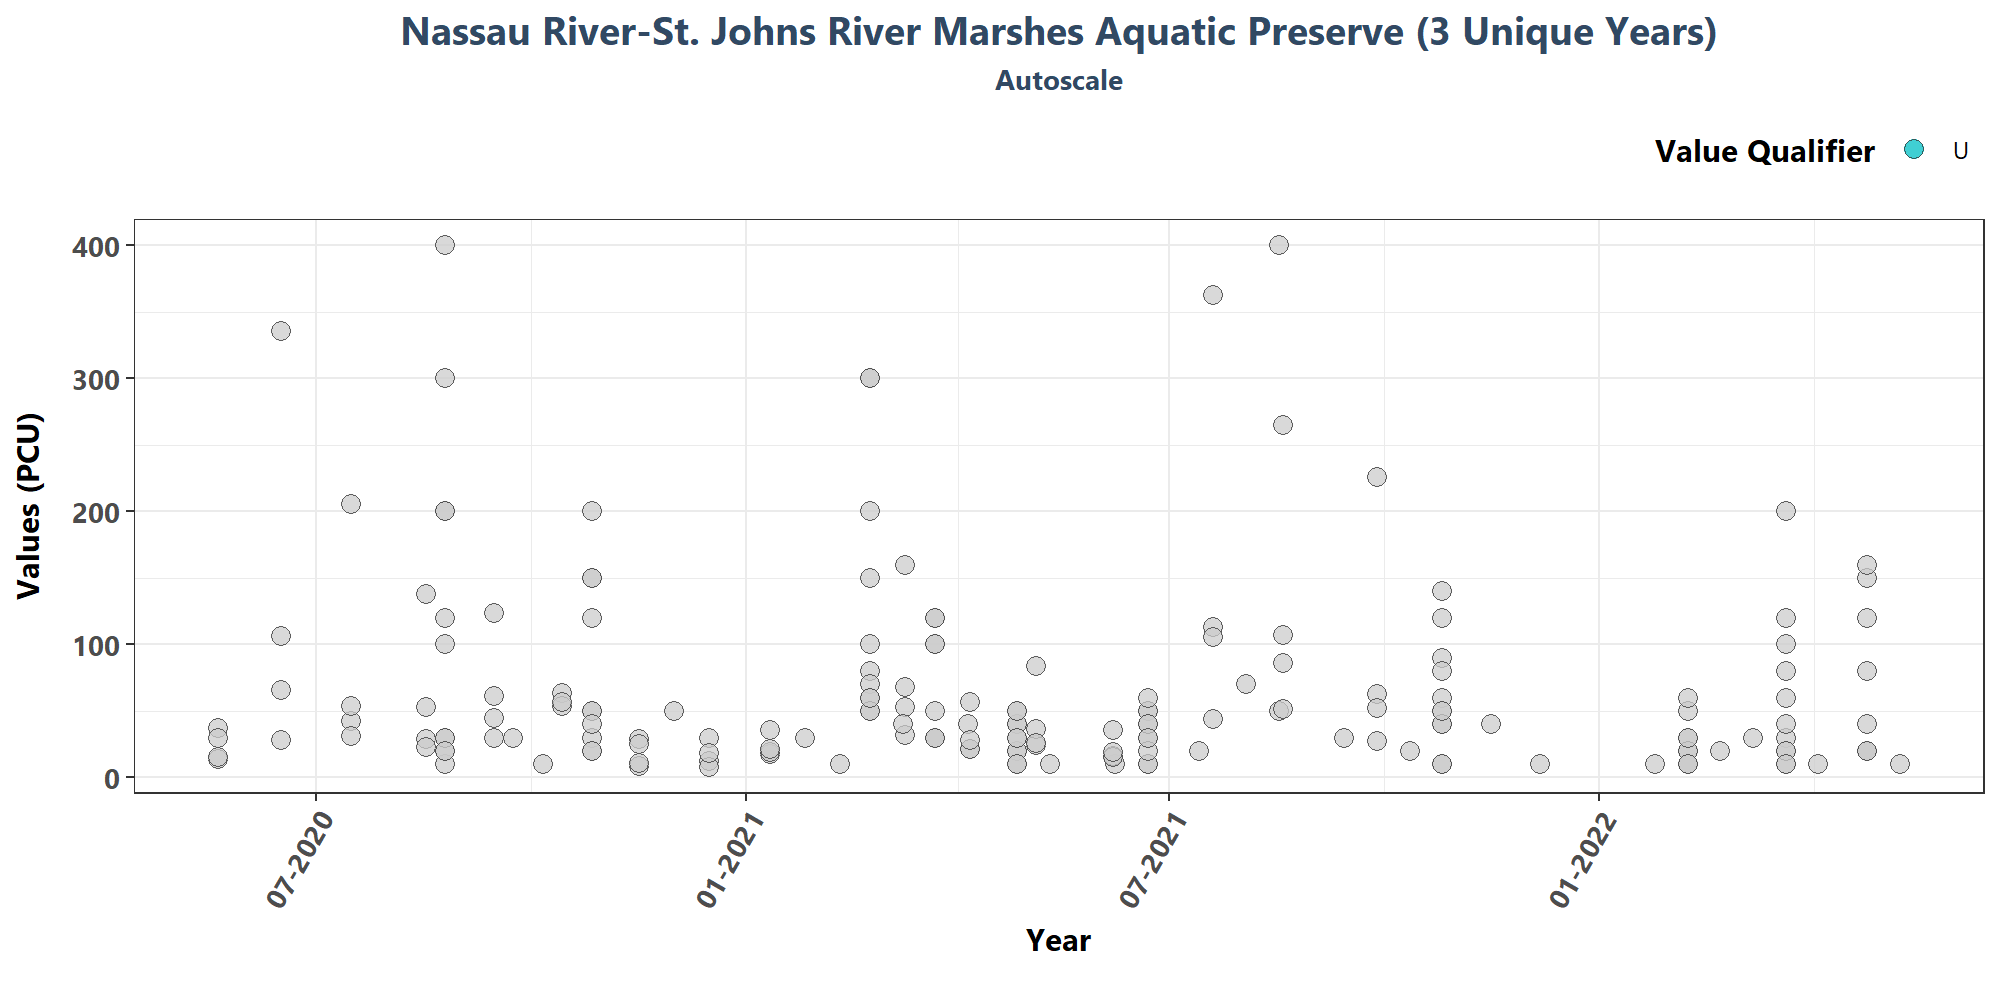 Nassau River-St. Johns River Marshes Aquatic Preserve (3 Unique Years)
Autoscale
Value Qualifier U
Values (PCU)
400
300
200
100
0
07-2020
01-2021
07-2021
01-2022
Year